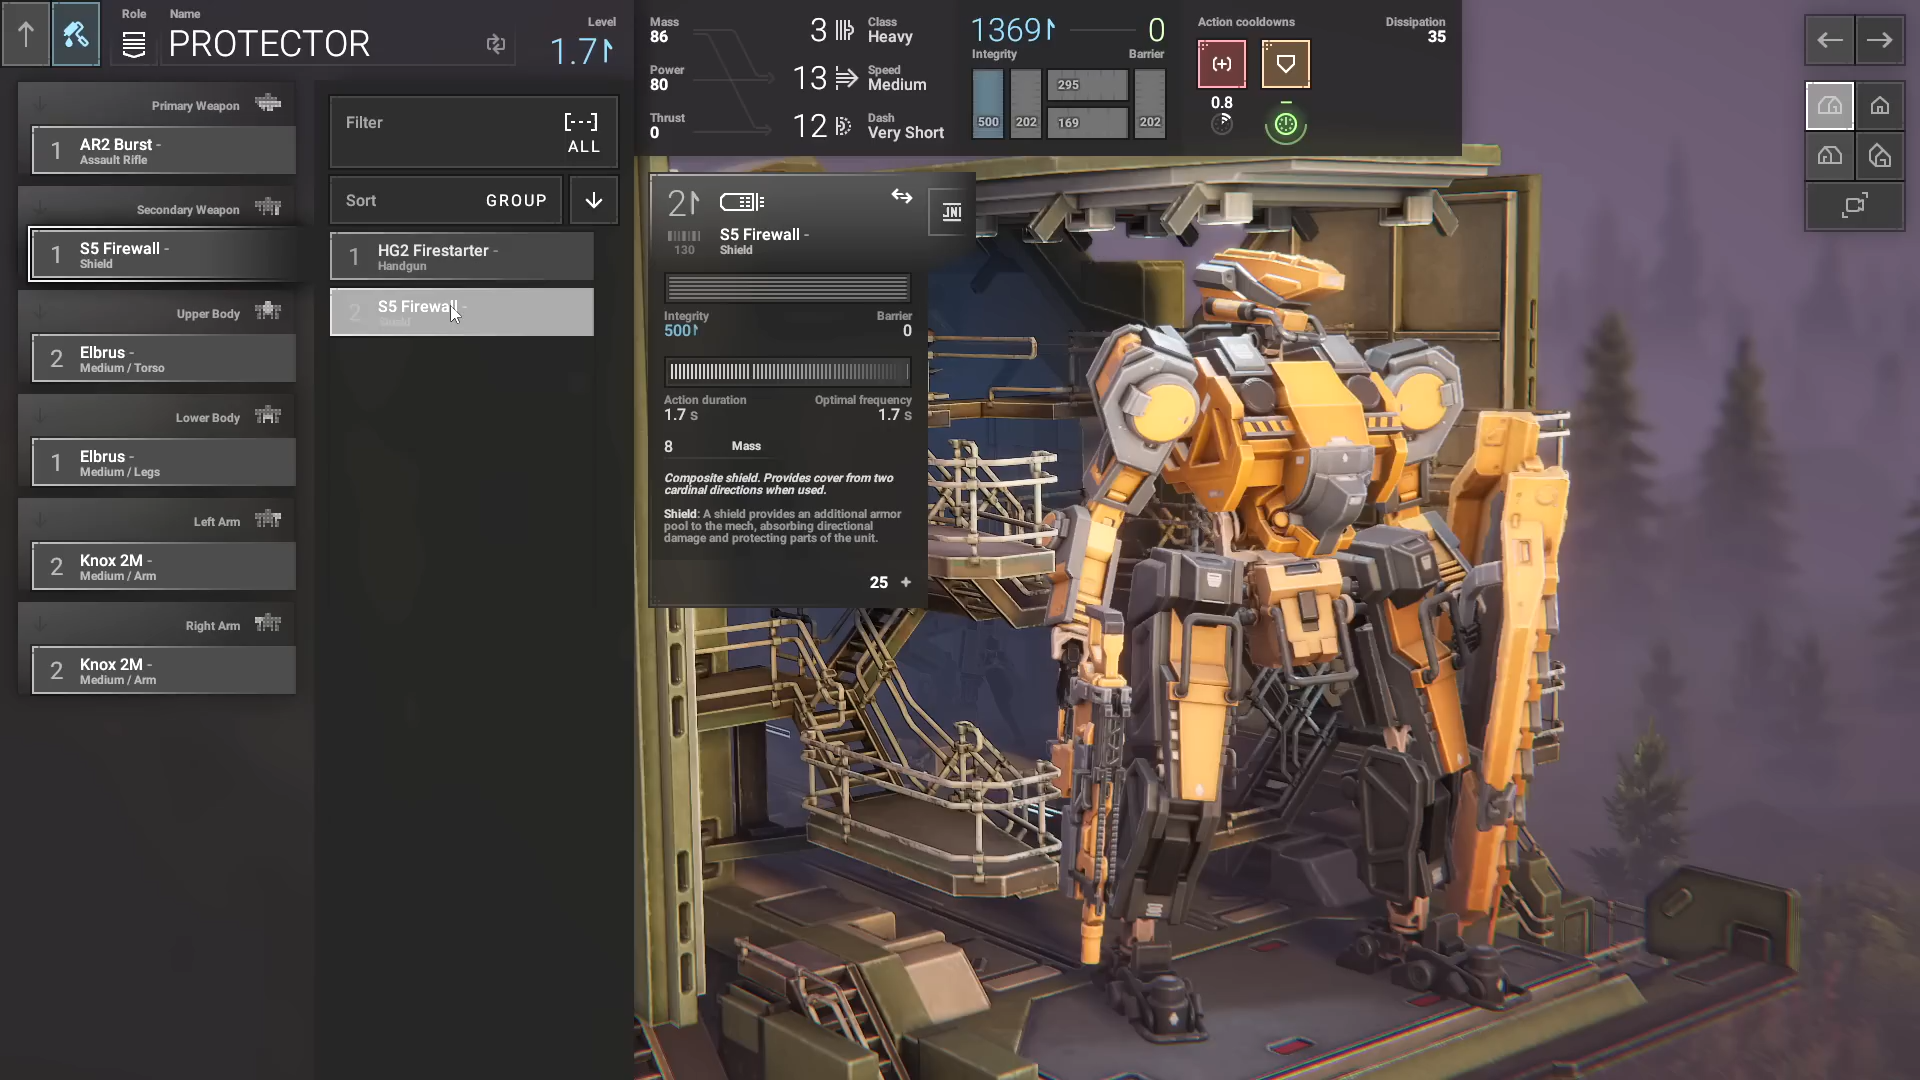 Role
Name
PROTECTOR
Level
1.7
Primary Weapon
1
AR2 Burst -
Assault Rifle
Secondary Weapon
1
S5 Firewall -
Shield
Upper Body
2
Elbrus -
Medium / Torso
Lower Body
1
Elbrus -
Medium / Legs
Left Arm
2
Knox 2M -
Medium / Arm
Right Arm
2
Knox 2M -
Medium / Arm
Filter
[---]
ALL
Sort
GROUP
1
HG2 Firestarter -
Handgun
2
S5 Firewall -
Shield
Mass
86
Power
80
Thrust
0
3
Class
Heavy
13
Speed
Medium
12
Dash
Very Short
1369
0
Integrity
Barrier
500
202
295
169
202
Action cooldowns
0.8
–
Dissipation
35
2
130
S5 Firewall -
Shield
JNI
Integrity
500
Barrier
0
Action duration
1.7 s
Optimal frequency
1.7 s
8
Mass
Composite shield. Provides cover from two
cardinal directions when used.
Shield: A shield provides an additional armor
pool to the mech, absorbing directional
damage and protecting parts of the unit.
25 +